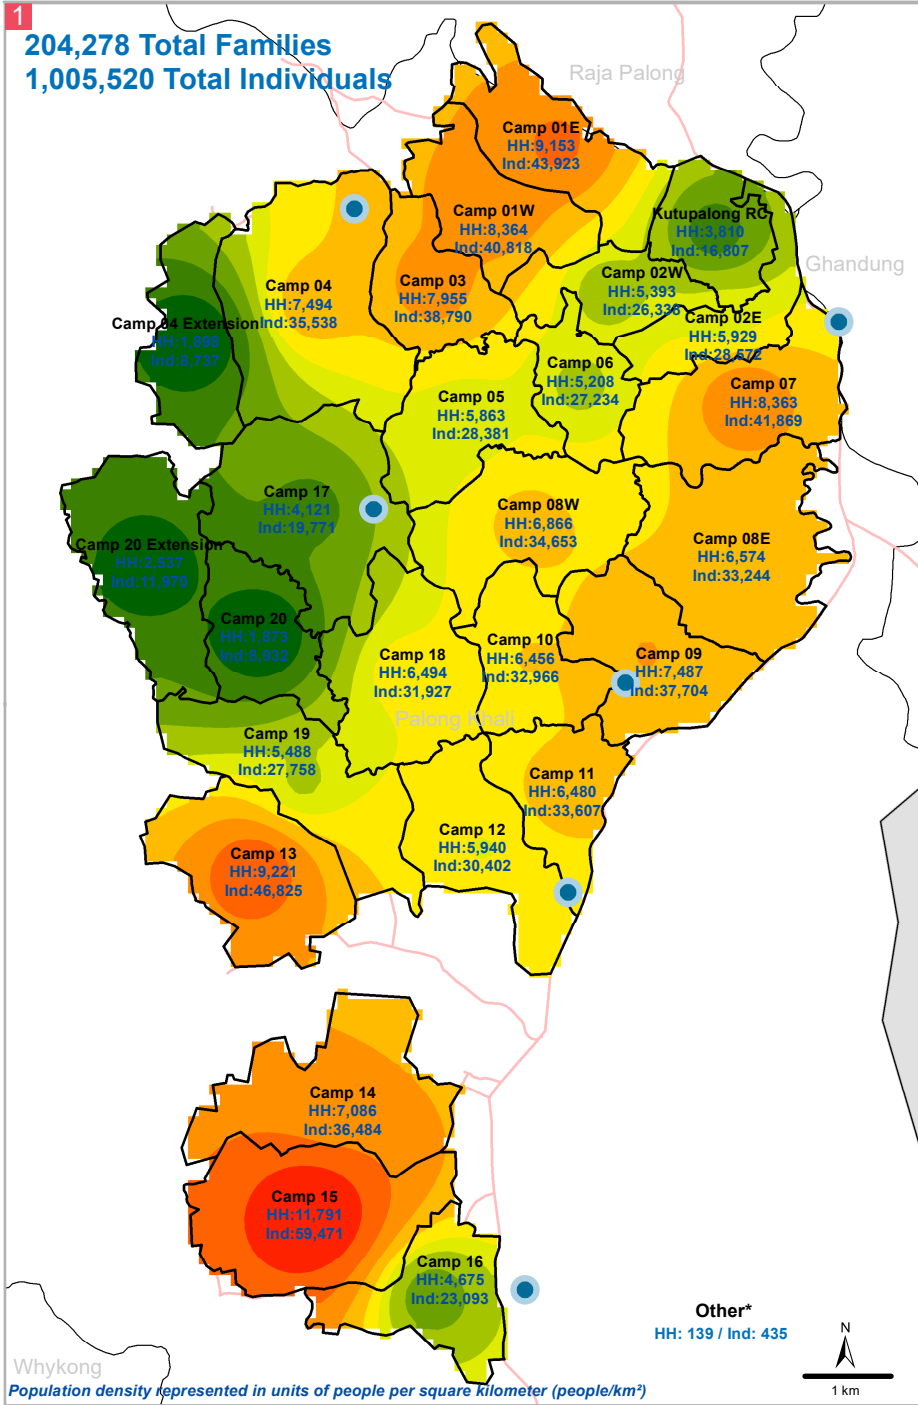 1
204,278 Total Families
1,005,520 Total Individuals
Raja Palong
Camp 01E
HH:9,153
Ind:43,923
Camp 01W
HH:8,364
Ind:40,818
Kutupalong RC
HH:3,810
Ind:16,807
Ghandung
Camp 02W
HH:5,393
Ind:26,338
Camp 03
HH:7,955
Ind:38,790
Camp 04
HH:7,494
Ind:35,538
Camp 04 Extension
HH:1,898
Ind:8,737
Camp 02E
HH:5,929
Ind:28,572
Camp 06
HH:5,208
Ind:27,234
Camp 07
HH:8,363
Ind:41,869
Camp 05
HH:5,863
Ind:28,381
Camp 17
HH:4,121
Ind:19,771
Camp 08W
HH:6,866
Ind:34,653
Camp 08E
HH:6,574
Ind:33,244
Camp 20 Extension
HH:2,537
Ind:11,970
Camp 20
HH:1,873
Ind:8,932
Camp 18
HH:6,494
Ind:31,927
Camp 10
HH:6,456
Ind:32,966
Camp 09
HH:7,487
Ind:37,704
Palong Khali
Camp 19
HH:5,488
Ind:27,758
Camp 11
HH:6,480
Ind:33,607
Camp 12
HH:5,940
Ind:30,402
Camp 13
HH:9,221
Ind:46,825
Camp 14
HH:7,086
Ind:36,484
Camp 15
HH:11,791
Ind:59,471
Camp 16
HH:4,675
Ind:23,093
Other*
HH: 139 / Ind: 435
N
1 km
Whykong
Population density represented in units of people per square kilometer (people/km²)